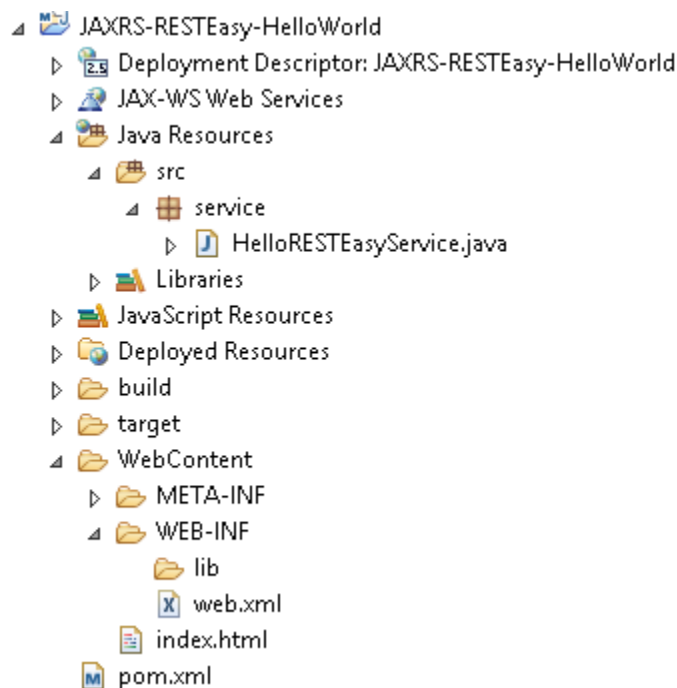 JAXRS-RESTEasy-HelloWorld
Deployment Descriptor: JAXRS-RESTEasy-HelloWorld
JAX-WS Web Services
Java Resources
src
service
HelloRESTEasyService.java
Libraries
JavaScript Resources
Deployed Resources
build
target
WebContent
META-INF
WEB-INF
lib
web.xml
index.html
pom.xml